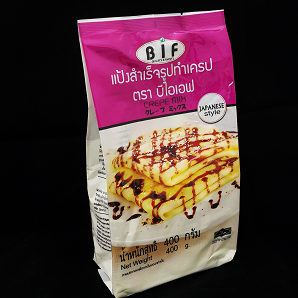 BIF
แป้งสำเร็จรูปทำเครป
ตรา บีไอเอฟ
CREPE MIX
クレープ ミックス
JAPANESE
style
น้ำหนักสุทธิ 400 กรัม
Net Weight 400 g.